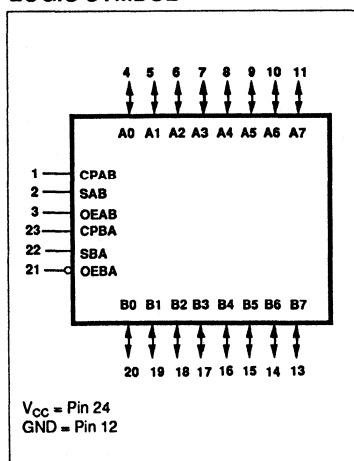 LOGIC SYMBOL
4 5 6 7 8 9 10 11
A0 A1 A2 A3 A4 A5 A6 A7
1 CPAB
2 SAB
3 OEAB
23 CPBA
22 SBA
21 OEBA
B0 B1 B2 B3 B4 B5 B6 B7
20 19 18 17 16 15 14 13
VCC = Pin 24
GND = Pin 12